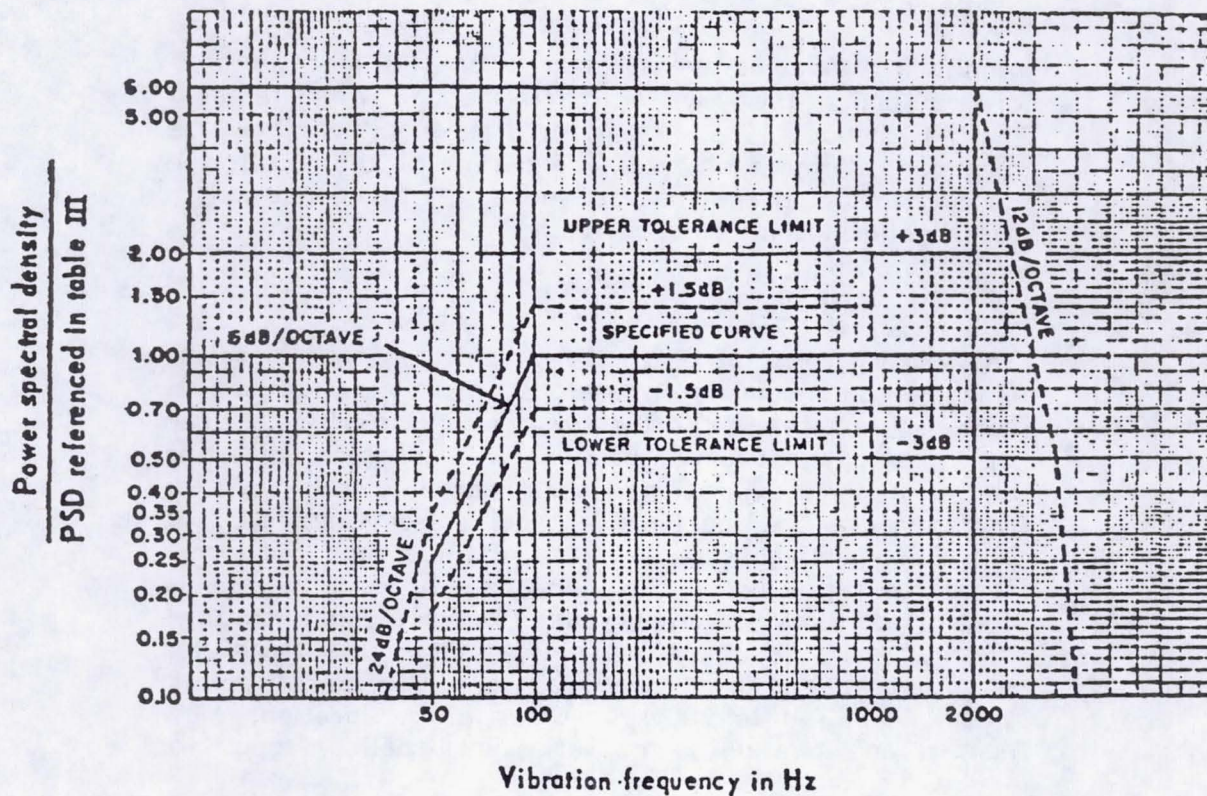 Power spectral density
PSD referenced in table III
6.00
5.00
2.00
1.50
1.00
0.70
0.50
0.40
0.35
0.25
0.20
0.15
0.10
UPPER TOLERANCE LIMIT +3dB
+1.5dB
6dB/OCTAVE
SPECIFIED CURVE
-1.5dB
LOWER TOLERANCE LIMIT -3dB
24dB/OCTAVE
12dB/OCTAVE
50 1000 1000 2000
Vibration frequency in Hz